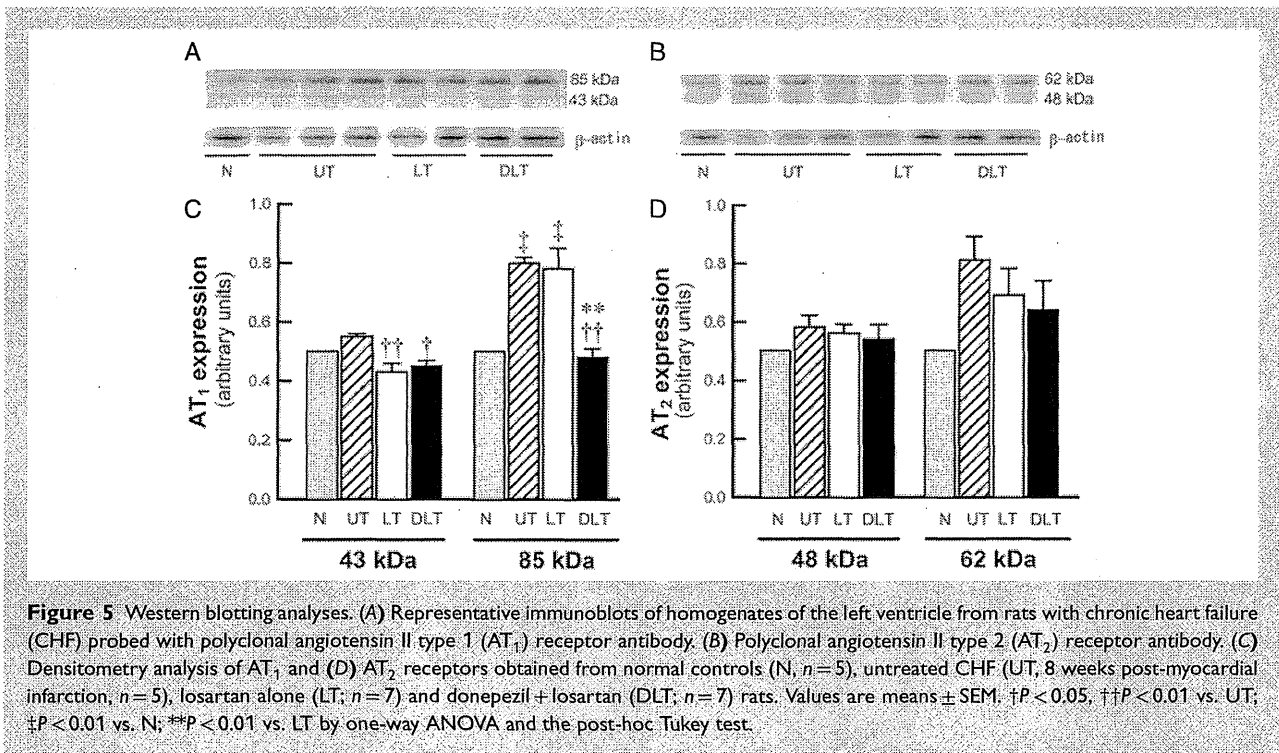 A
85 kDa
43 kDa
β-actin
N UT LT DLT
B
62 kDa
48 kDa
β-actin
N UT LT DLT
C
AT₁ expression
(arbitrary units)
1.0
0.8
0.6
0.4
0.2
0.0
†† †
‡ ‡ ** ††
N UT LT DLT N UT LT DLT
43 kDa 85 kDa
D
AT₂ expression
(arbitrary units)
1.0
0.8
0.6
0.4
0.2
0.0
N UT LT DLT N UT LT DLT
48 kDa 62 kDa
Figure 5 Western blotting analyses. (A) Representative immunoblots of homogenates of the left ventricle from rats with chronic heart failure
(CHF) probed with polyclonal angiotensin II type 1 (AT₁) receptor antibody. (B) Polyclonal angiotensin II type 2 (AT₂) receptor antibody. (C)
Densitometry analysis of AT₁ and (D) AT₂ receptors obtained from normal controls (N, n = 5), untreated CHF (UT, 8 weeks post-myocardial
infarction, n = 5), losartan alone (LT; n = 7) and donepezil + losartan (DLT; n = 7) rats. Values are means ± SEM. †P < 0.05, ††P < 0.01 vs. UT;
‡P < 0.01 vs. N; **P < 0.01 vs. LT by one-way ANOVA and the post-hoc Tukey test.